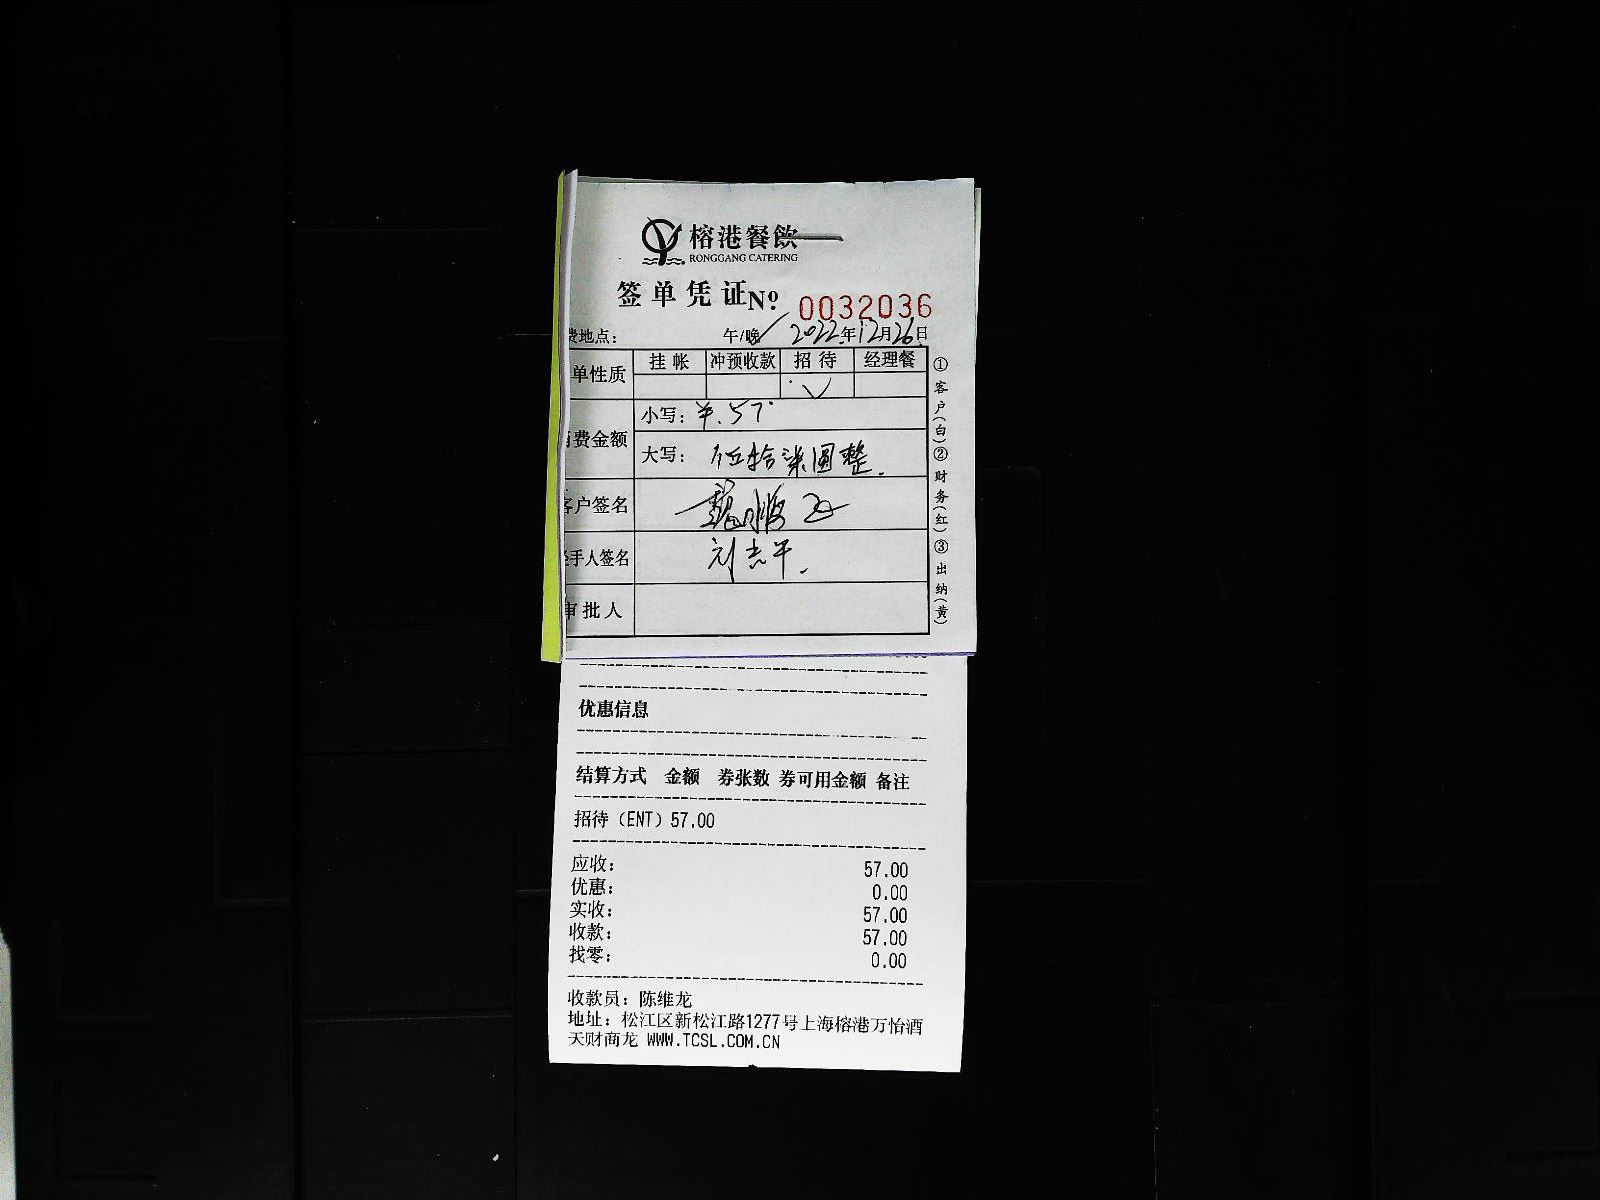 榕港餐飲
RONGGANG CATERING
签单凭证 No. 0032036
费地点： 午/晚 2022年12月26日
单性质 挂帐 冲预收款 招待 经理餐
消费金额 小写：¥.57
大写：伍拾柒圆整.
客户签名
经手人签名 刘志平.
审批人
①客户(白)②财务(红)③出纳(黄)
优惠信息
结算方式 金额 券张数 券可用金额 备注
招待（ENT）57.00
应收： 57.00
优惠： 0.00
实收： 57.00
收款： 57.00
找零： 0.00
收款员：陈维龙
地址：松江区新松江路1277号上海榕港万怡酒
天财商龙 WWW.TCSL.COM.CN